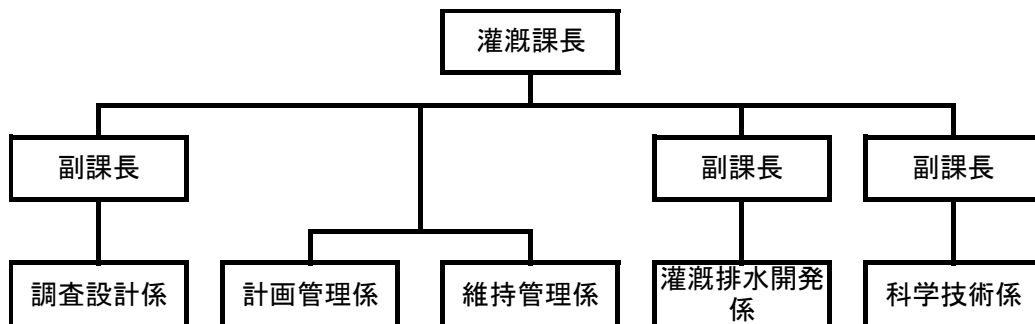 灌漑課長
副課長
副課長
副課長
調査設計係
計画管理係
維持管理係
灌漑排水開発
係
科学技術係